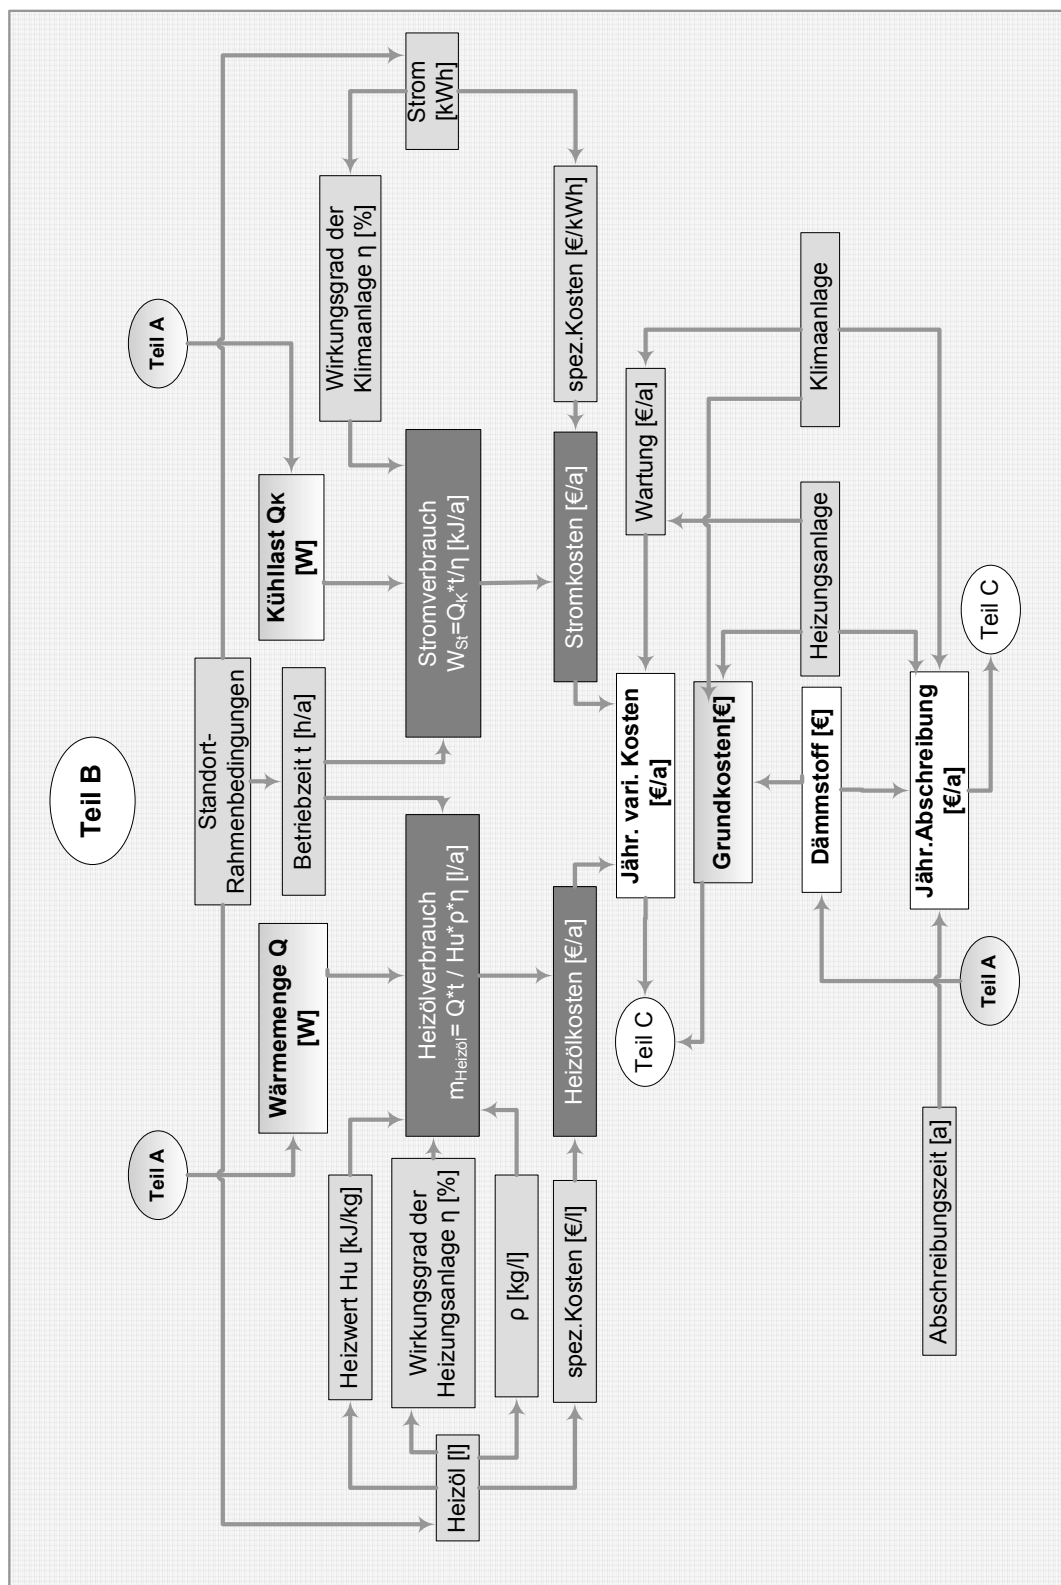 Teil B
Teil A
Teil A
Standort-
Rahmenbedingungen
Wärmemenge Q
[W]
Betriebzeit t [h/a]
Kühllast QK
[W]
Heizwert Hu [kJ/kg]
Wirkungsgrad der
Klimaanlage η [%]
Heizöl [l]
Wirkungsgrad der
Heizungsanlage η [%]
Heizölverbrauch
mHeizöl= Q*t / Hu*ρ*η [l/a]
Stromverbrauch
WSt=QK*t/η [kJ/a]
Strom
[kWh]
ρ [kg/l]
spez.Kosten [€/l]
Heizölkosten [€/a]
Stromkosten [€/a]
spez.Kosten [€/kWh]
Teil C
Jähr. vari. Kosten
[€/a]
Wartung [€/a]
Grundkosten[€]
Dämmstoff [€]
Heizungsanlage
Klimaanlage
Abschreibungszeit [a]
Teil A
Jähr.Abschreibung
[€/a]
Teil C